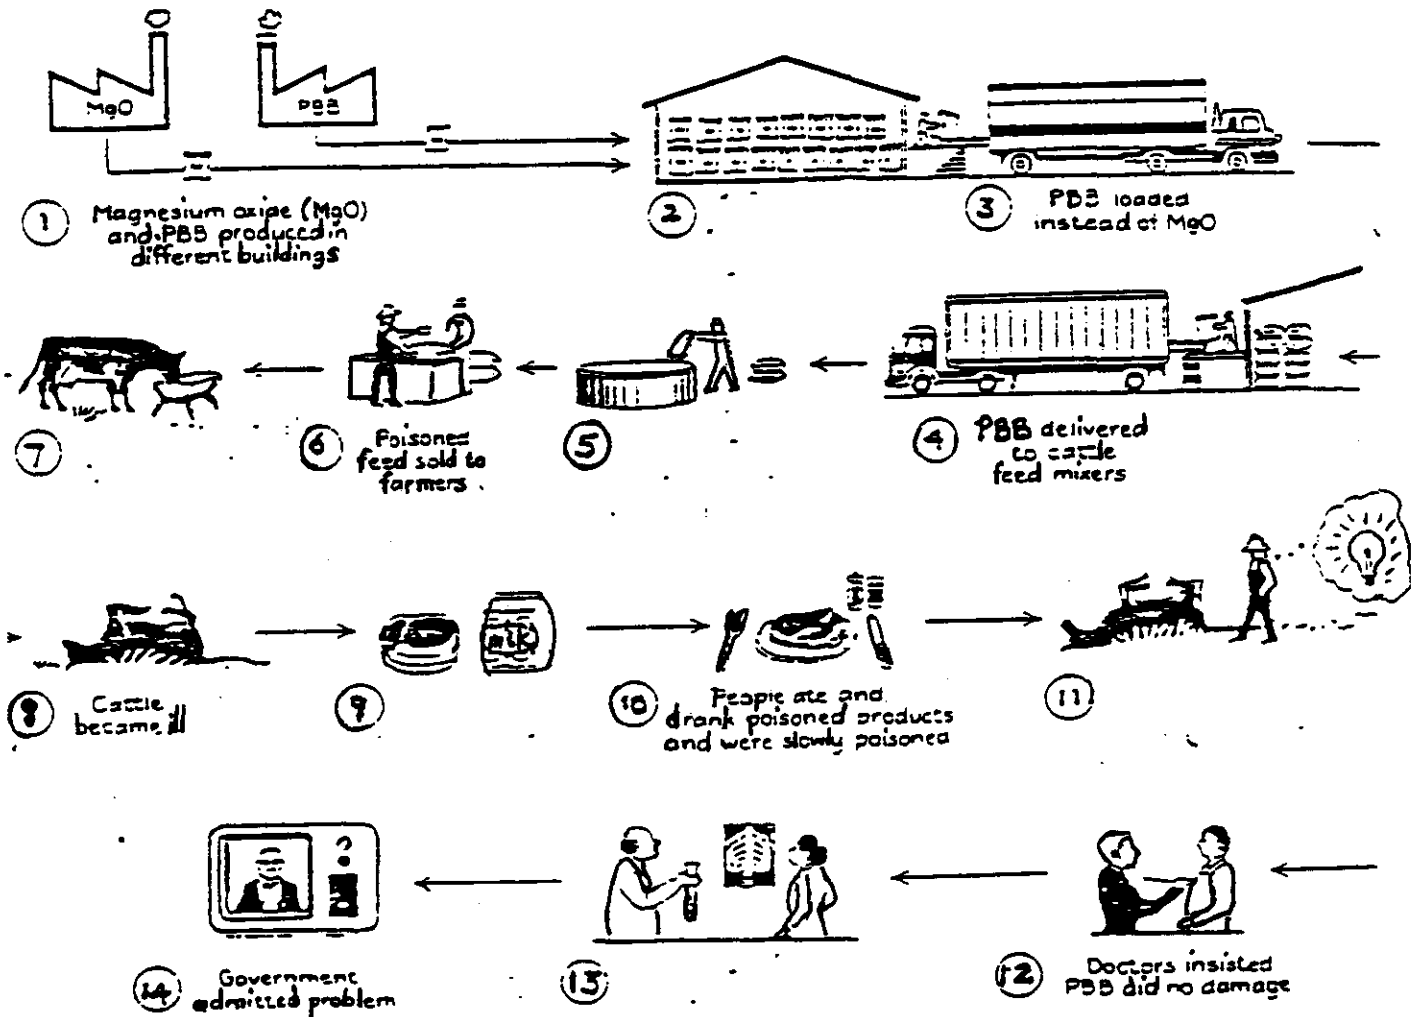 MgO
PBB
1
Magnesium oxide (MgO)
and PBB produced in
different buildings
2
3
PBB loaded
instead of MgO
7
6
Poisoned
feed sold to
farmers
5
4
PBB delivered
to cattle
feed mixers
8
Cattle
became ill
9
milk
10
People ate and
drank poisoned products
and were slowly poisoned
11
14
Government
admitted problem
13
12
Doctors insisted
PBB did no damage